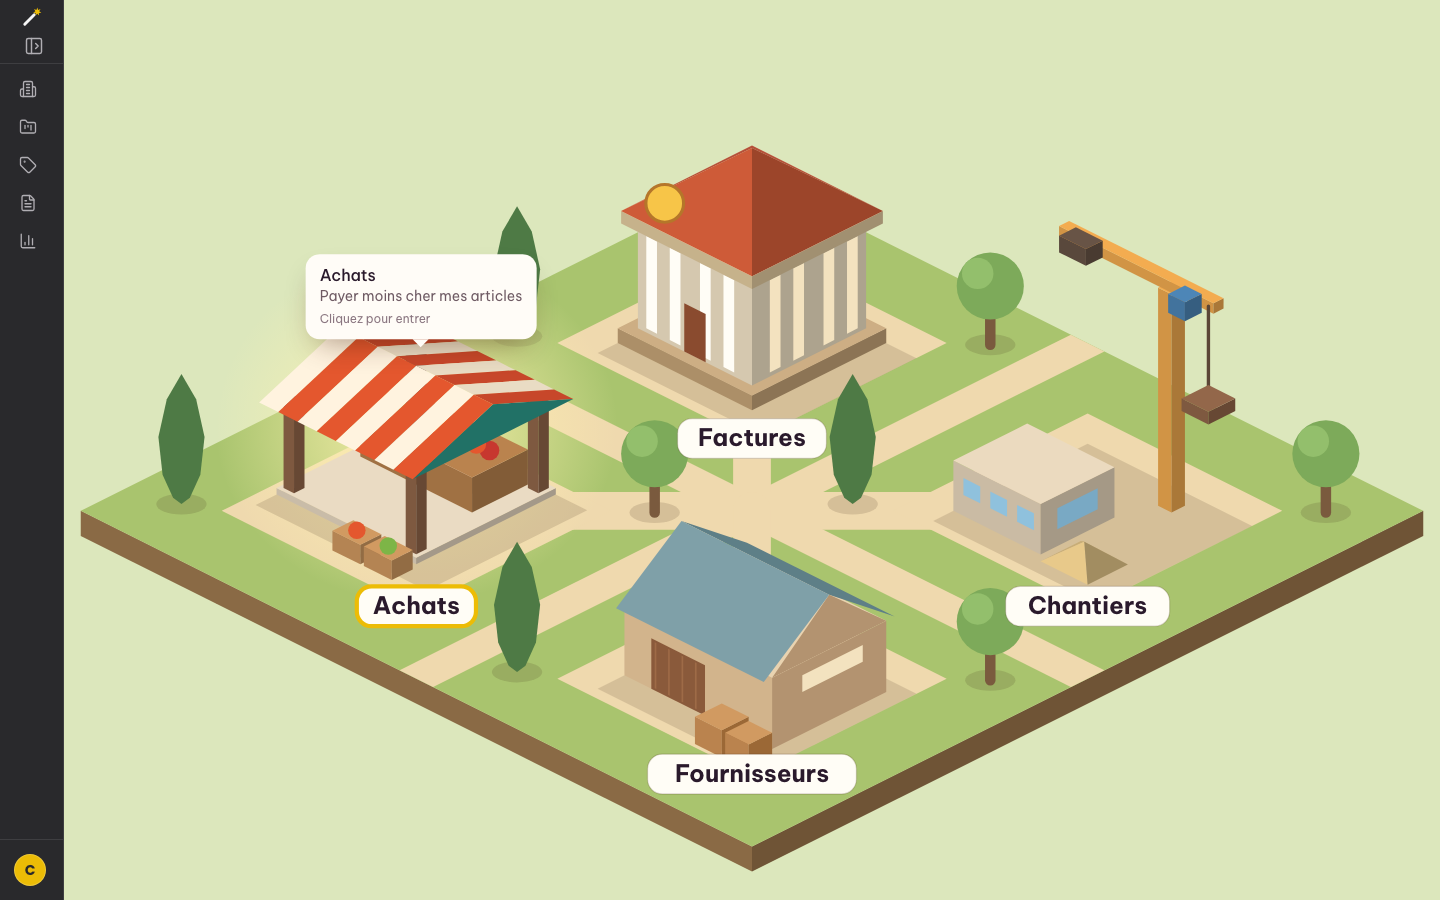 Achats
Payer moins cher mes articles
Cliquez pour entrer
Factures
Achats
Chantiers
Fournisseurs
C